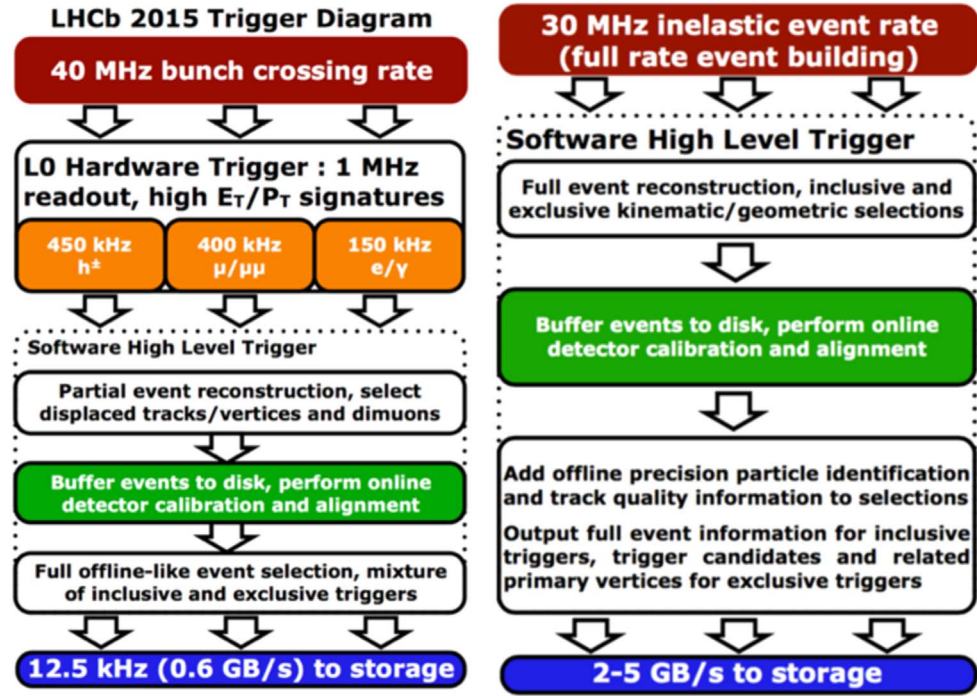 LHCb 2015 Trigger Diagram
40 MHz bunch crossing rate
L0 Hardware Trigger : 1 MHz
readout, high E_T/P_T signatures
450 kHz
h±
400 kHz
μ/μμ
150 kHz
e/γ
Software High Level Trigger
Partial event reconstruction, select
displaced tracks/vertices and dimuons
Buffer events to disk, perform online
detector calibration and alignment
Full offline-like event selection, mixture
of inclusive and exclusive triggers
12.5 kHz (0.6 GB/s) to storage
30 MHz inelastic event rate
(full rate event building)
Software High Level Trigger
Full event reconstruction, inclusive and
exclusive kinematic/geometric selections
Buffer events to disk, perform online
detector calibration and alignment
Add offline precision particle identification
and track quality information to selections
Output full event information for inclusive
triggers, trigger candidates and related
primary vertices for exclusive triggers
2-5 GB/s to storage